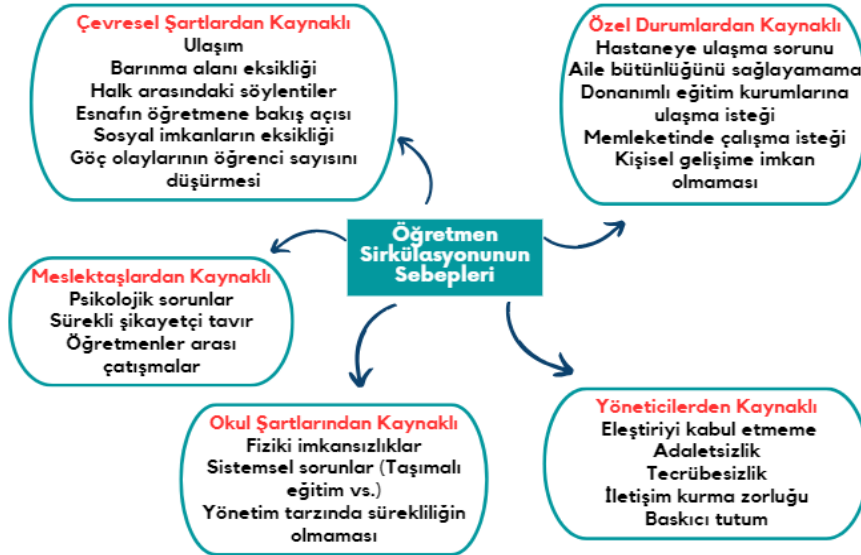 Çevresel Şartlardan Kaynaklı
Ulaşım
Barınma alanı eksikliği
Halk arasındaki söylentiler
Esnafın öğretmene bakış açısı
Sosyal imkanların eksikliği
Göç olaylarının öğrenci sayısını
düşürmesi
Özel Durumlardan Kaynaklı
Hastaneye ulaşma sorunu
Aile bütünlüğünü sağlayamama
Donanımlı eğitim kurumlarına
ulaşma isteği
Memleketinde çalışma isteği
Kişisel gelişime imkan
olmaması
Öğretmen
Sirkülasyonunun
Sebepleri
Meslektaşlardan Kaynaklı
Psikolojik sorunlar
Sürekli şikayetçi tavır
Öğretmenler arası
çatışmalar
Okul Şartlarından Kaynaklı
Fiziki imkansızlıklar
Sistemsel sorunlar (Taşımalı
eğitim vs.)
Yönetim tarzında sürekliliğin
olmaması
Yöneticilerden Kaynaklı
Eleştiriyi kabul etmeme
Adaletsizlik
Tecrübesizlik
İletişim kurma zorluğu
Baskıcı tutum